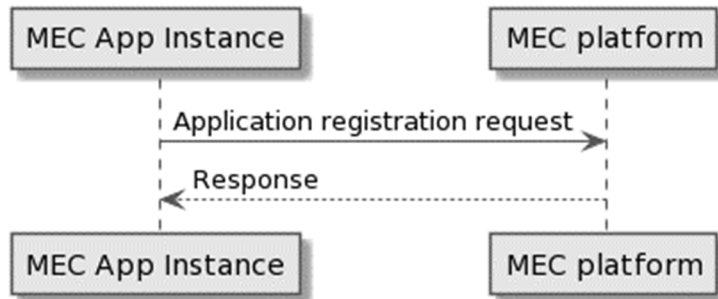 MEC App Instance
MEC platform
Application registration request
Response
MEC App Instance
MEC platform